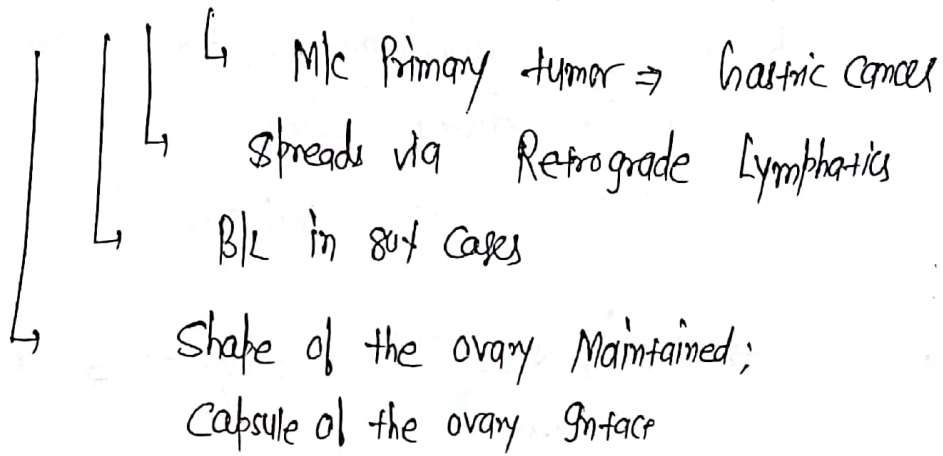 M/c Primary tumor ⇒ Gastric cancer
Spreads via Retrograde Lymphatics
B/L in 80% Cases
Shape of the ovary Maintained;
Capsule of the ovary Intact